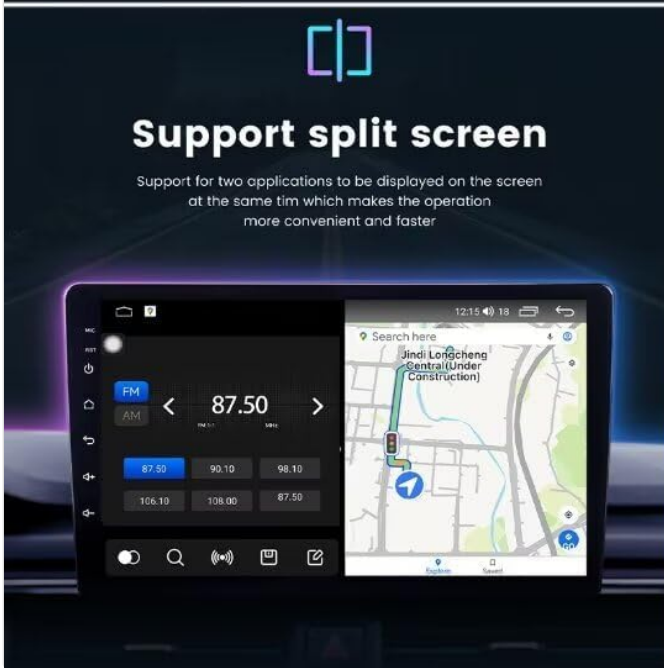 Support split screen
Support for two applications to be displayed on the screen
at the same tim which makes the operation
more convenient and faster
12:15 18
MIC
RST
Search here
Jindi Longcheng
Central (Under
Construction)
FM
AM
87.50
MHz
87.50 90.10 98.10
106.10 108.00 87.50
GO
Explore Saved